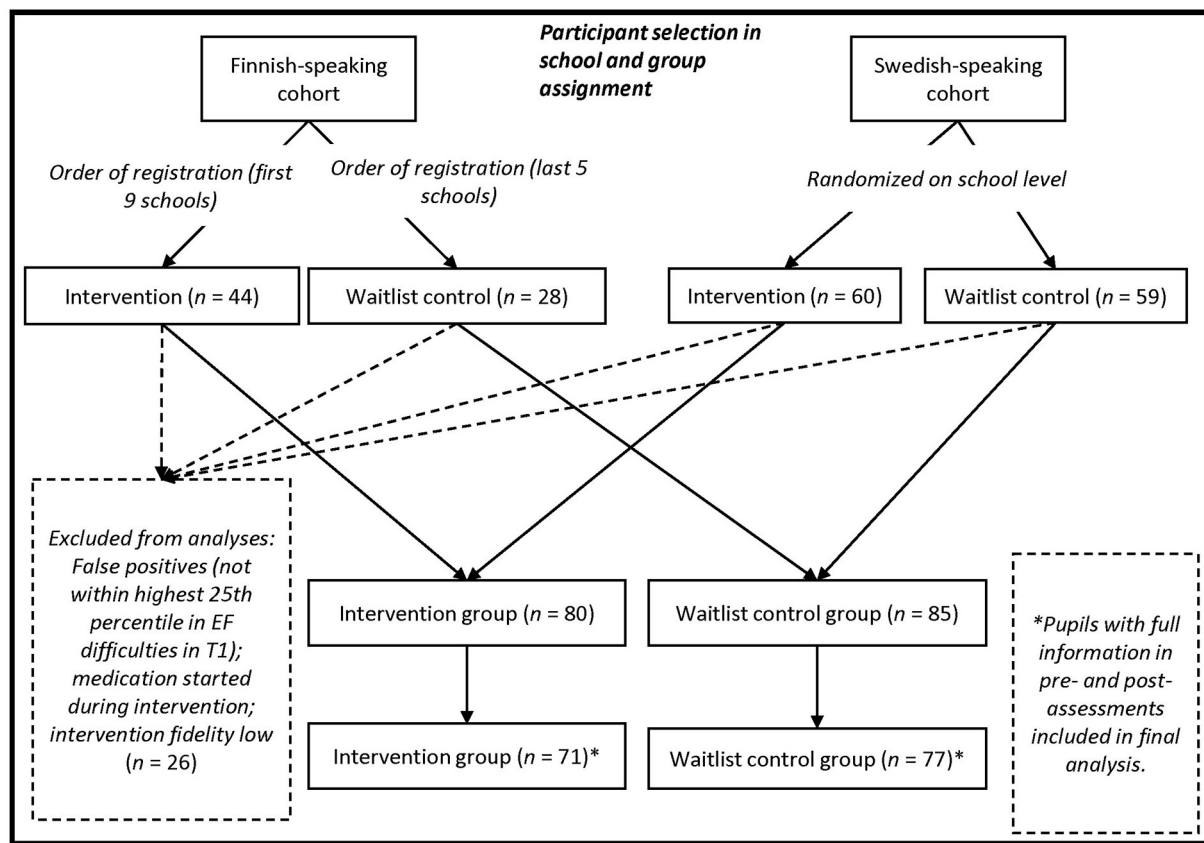 Participant selection in
school and group
assignment
Finnish-speaking
cohort
Swedish-speaking
cohort
Order of registration (first
9 schools)
Order of registration (last 5
schools)
Randomized on school level
Intervention (n = 44)
Waitlist control (n = 28)
Intervention (n = 60)
Waitlist control (n = 59)
Excluded from analyses:
False positives (not
within highest 25th
percentile in EF
difficulties in T1);
medication started
during intervention;
intervention fidelity low
(n = 26)
Intervention group (n = 80)
Waitlist control group (n = 85)
Intervention group (n = 71)*
Waitlist control group (n = 77)*
*Pupils with full
information in
pre- and post-
assessments
included in final
analysis.